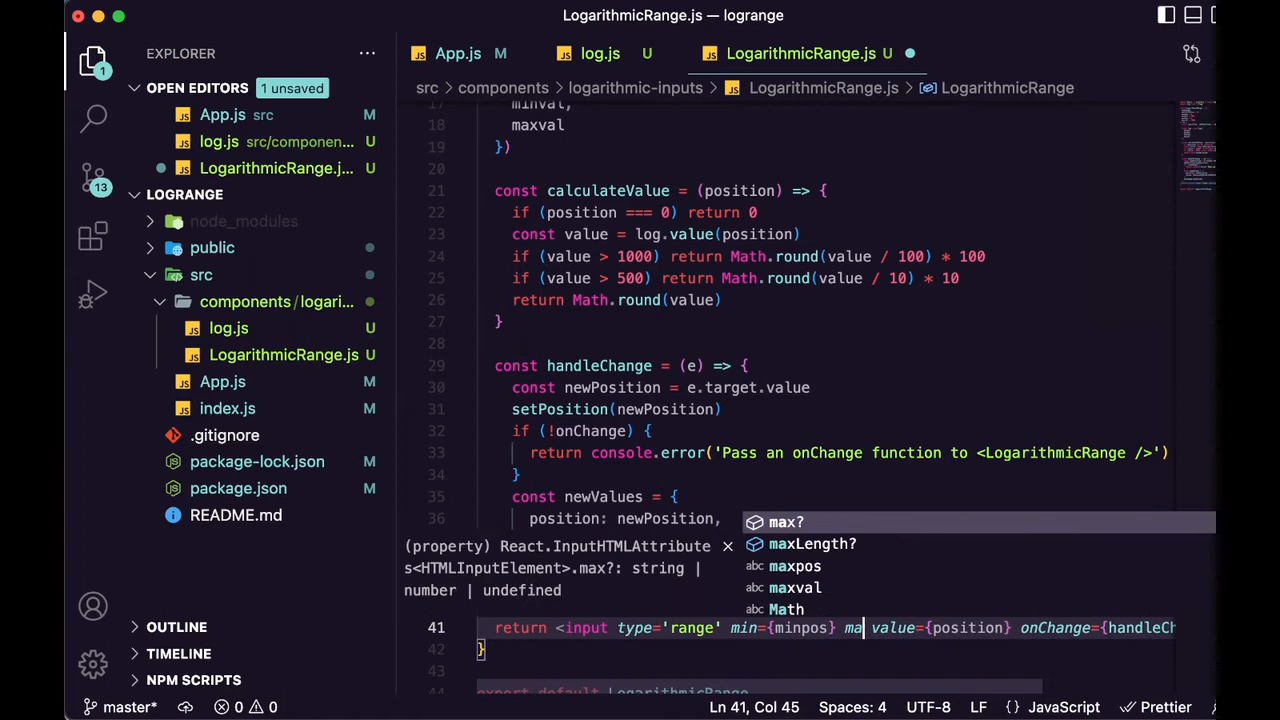 LogarithmicRange.js — logrange
EXPLORER
App.js M
log.js U
LogarithmicRange.js U
1
OPEN EDITORS 1 unsaved
src › components › logarithmic-inputs › LogarithmicRange.js › LogarithmicRange
App.js src M
log.js src/componen... U
LogarithmicRange.j... U
13
LOGRANGE
node_modules
public
src
components/logari...
log.js U
LogarithmicRange.js U
App.js M
index.js M
.gitignore
package-lock.json M
package.json M
README.md
OUTLINE
TIMELINE
NPM SCRIPTS
17 minval,
18 maxval
19 })
20
21 const calculateValue = (position) => {
22 if (position === 0) return 0
23 const value = log.value(position)
24 if (value > 1000) return Math.round(value / 100) * 100
25 if (value > 500) return Math.round(value / 10) * 10
26 return Math.round(value)
27 }
28
29 const handleChange = (e) => {
30 const newPosition = e.target.value
31 setPosition(newPosition)
32 if (!onChange) {
33 return console.error('Pass an onChange function to <LogarithmicRange />')
34 }
35 const newValues = {
36 position: newPosition,
max?
(property) React.InputHTMLAttribute
s<HTMLInputElement>.max?: string |
number | undefined
maxLength?
maxpos
maxval
Math
41 return <input type='range' min={minpos} ma value={position} onChange={handleCh
42 }
43
44 export default LogarithmicRange
master* 0 0 Ln 41, Col 45 Spaces: 4 UTF-8 LF {} JavaScript Prettier